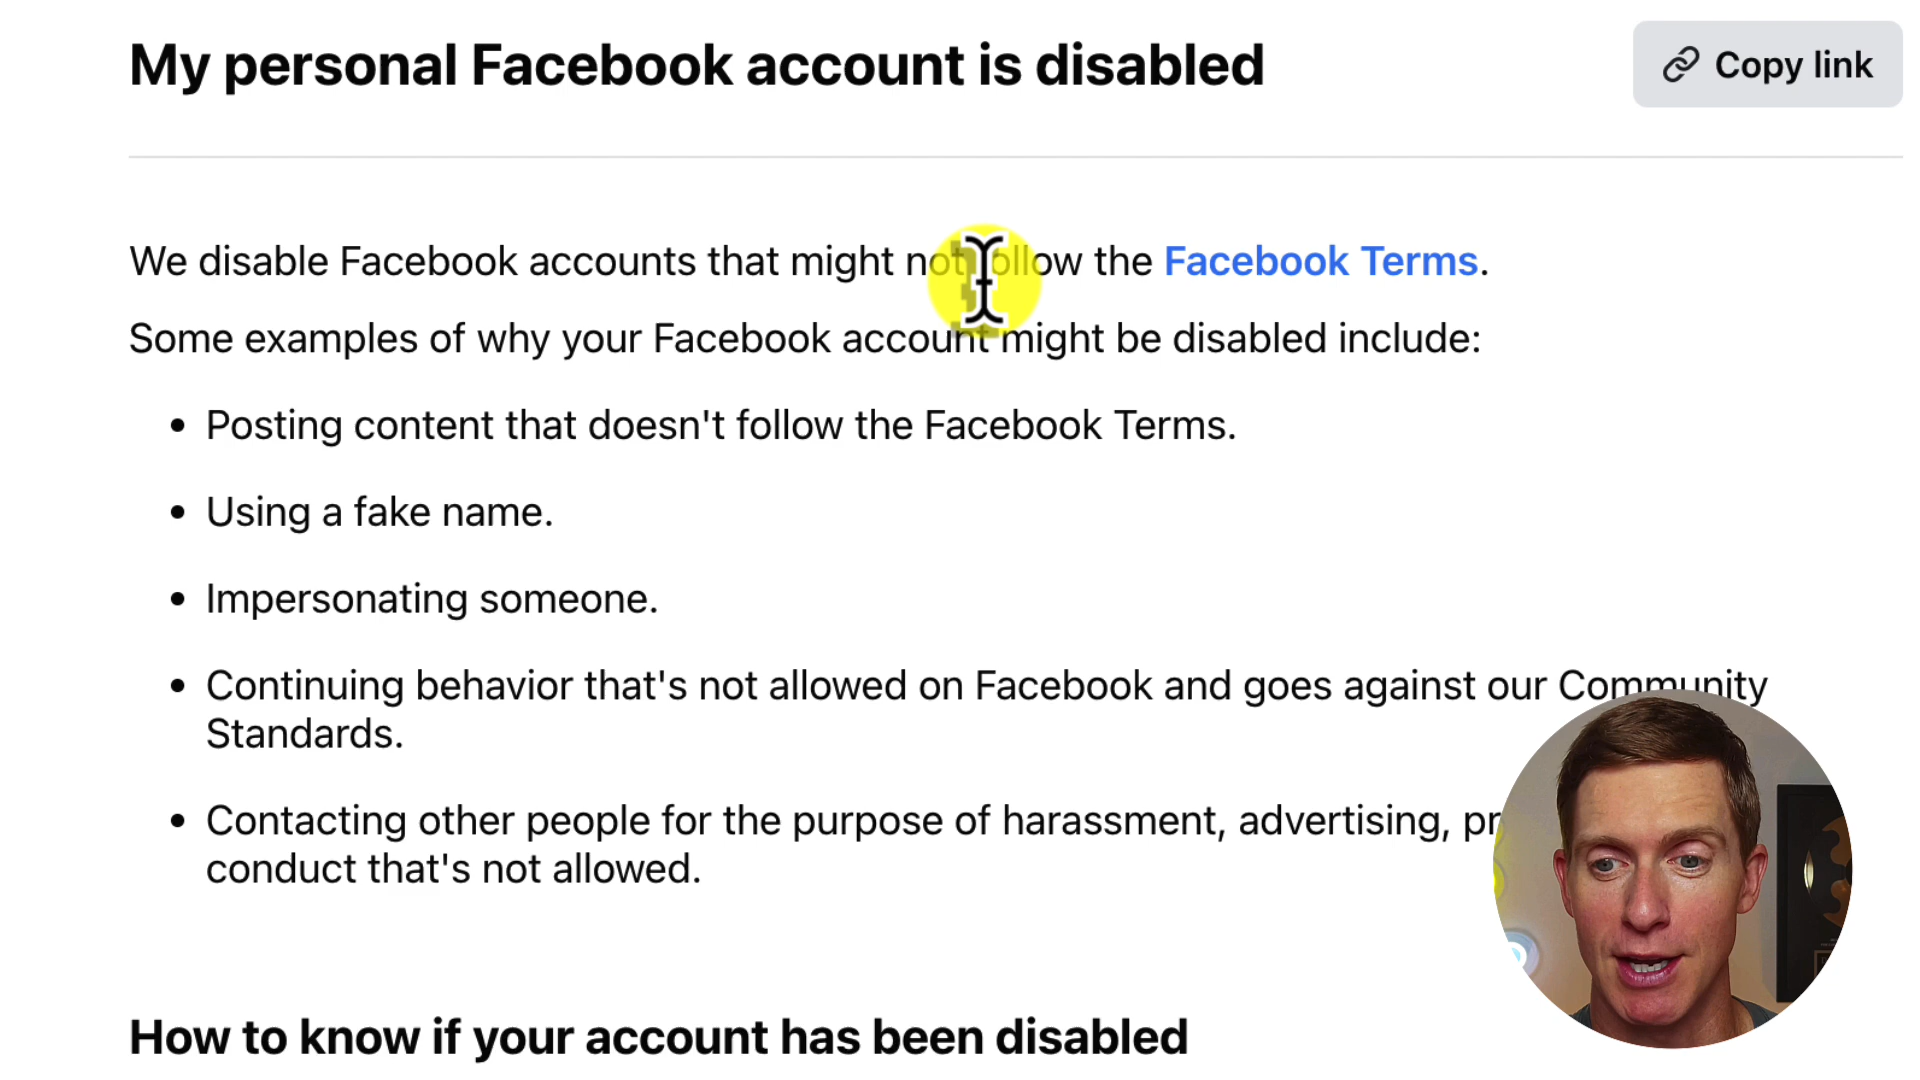 My personal Facebook account is disabled
Copy link
We disable Facebook accounts that might not follow the Facebook Terms.
Some examples of why your Facebook account might be disabled include:
• Posting content that doesn't follow the Facebook Terms.
• Using a fake name.
• Impersonating someone.
• Continuing behavior that's not allowed on Facebook and goes against our Community
Standards.
• Contacting other people for the purpose of harassment, advertising,
conduct that's not allowed.
How to know if your account has been disabled